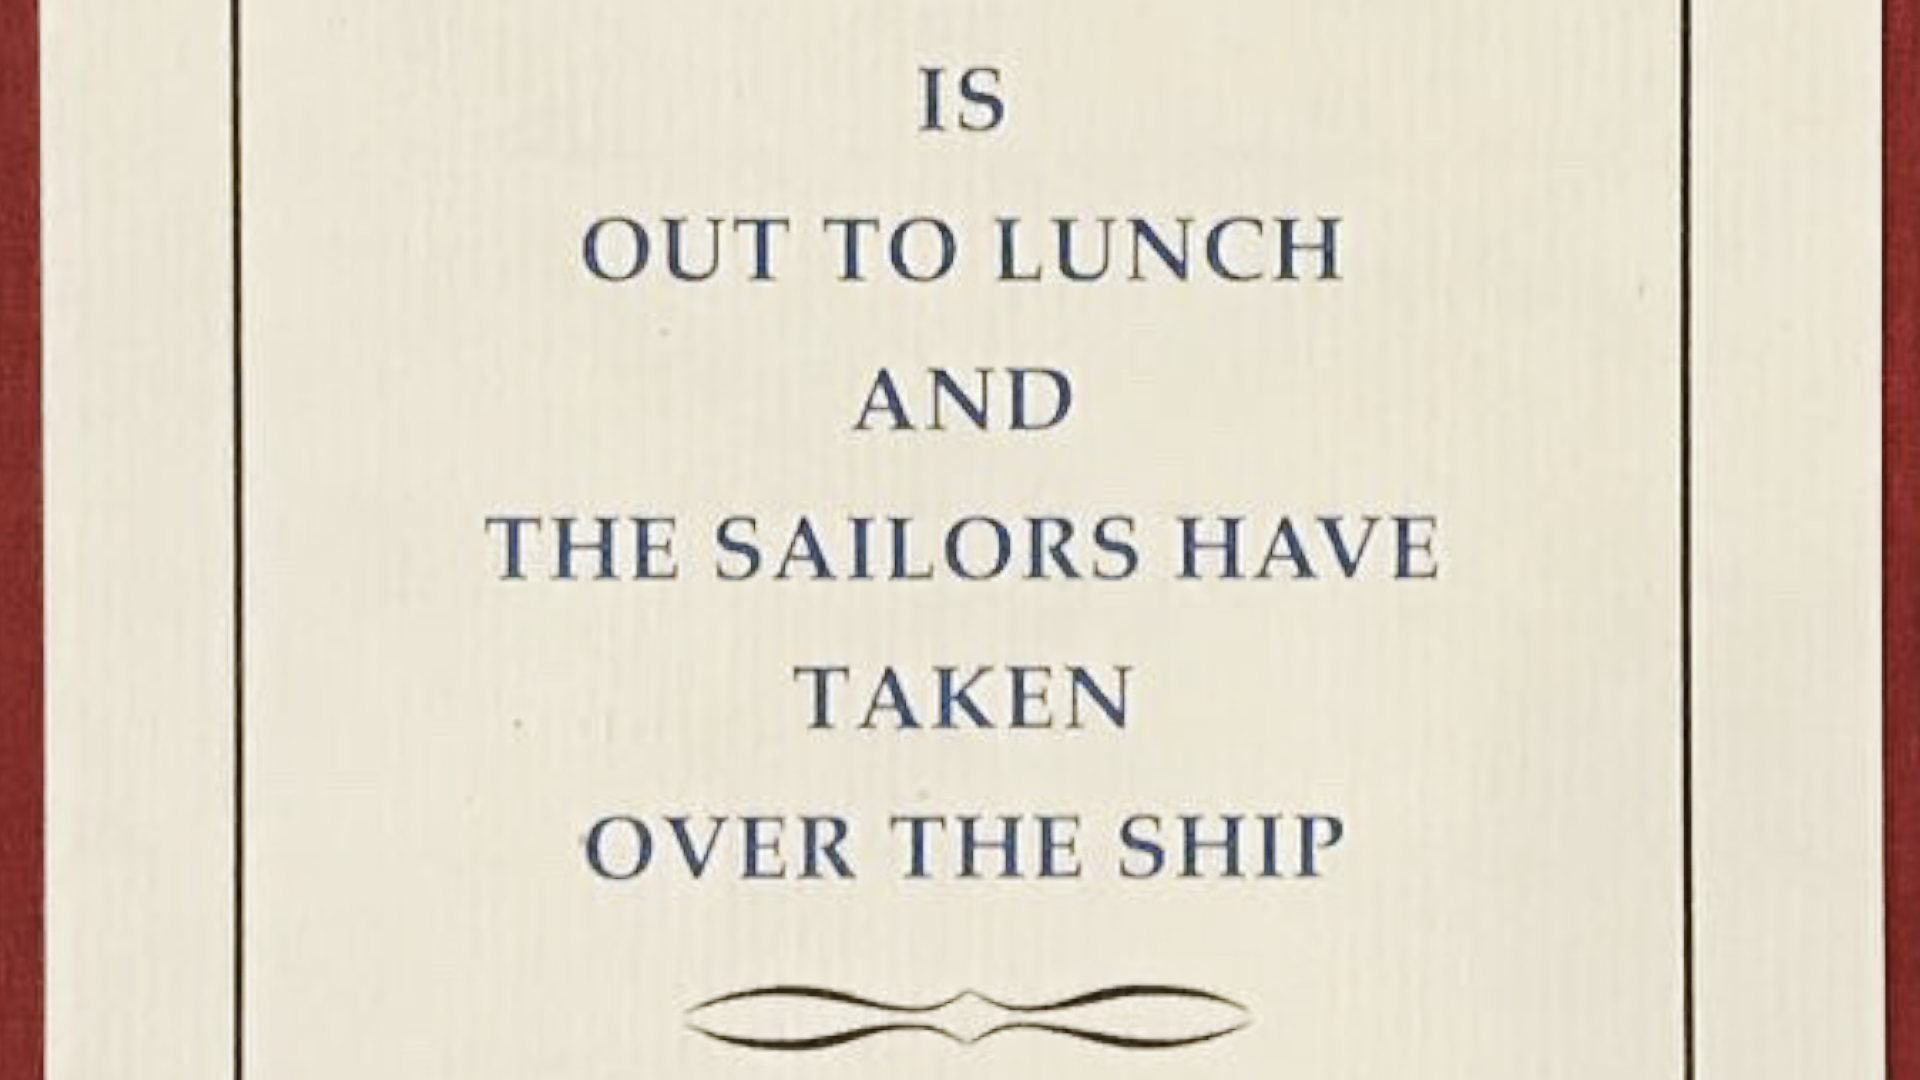 IS
OUT TO LUNCH
AND
THE SAILORS HAVE
TAKEN
OVER THE SHIP